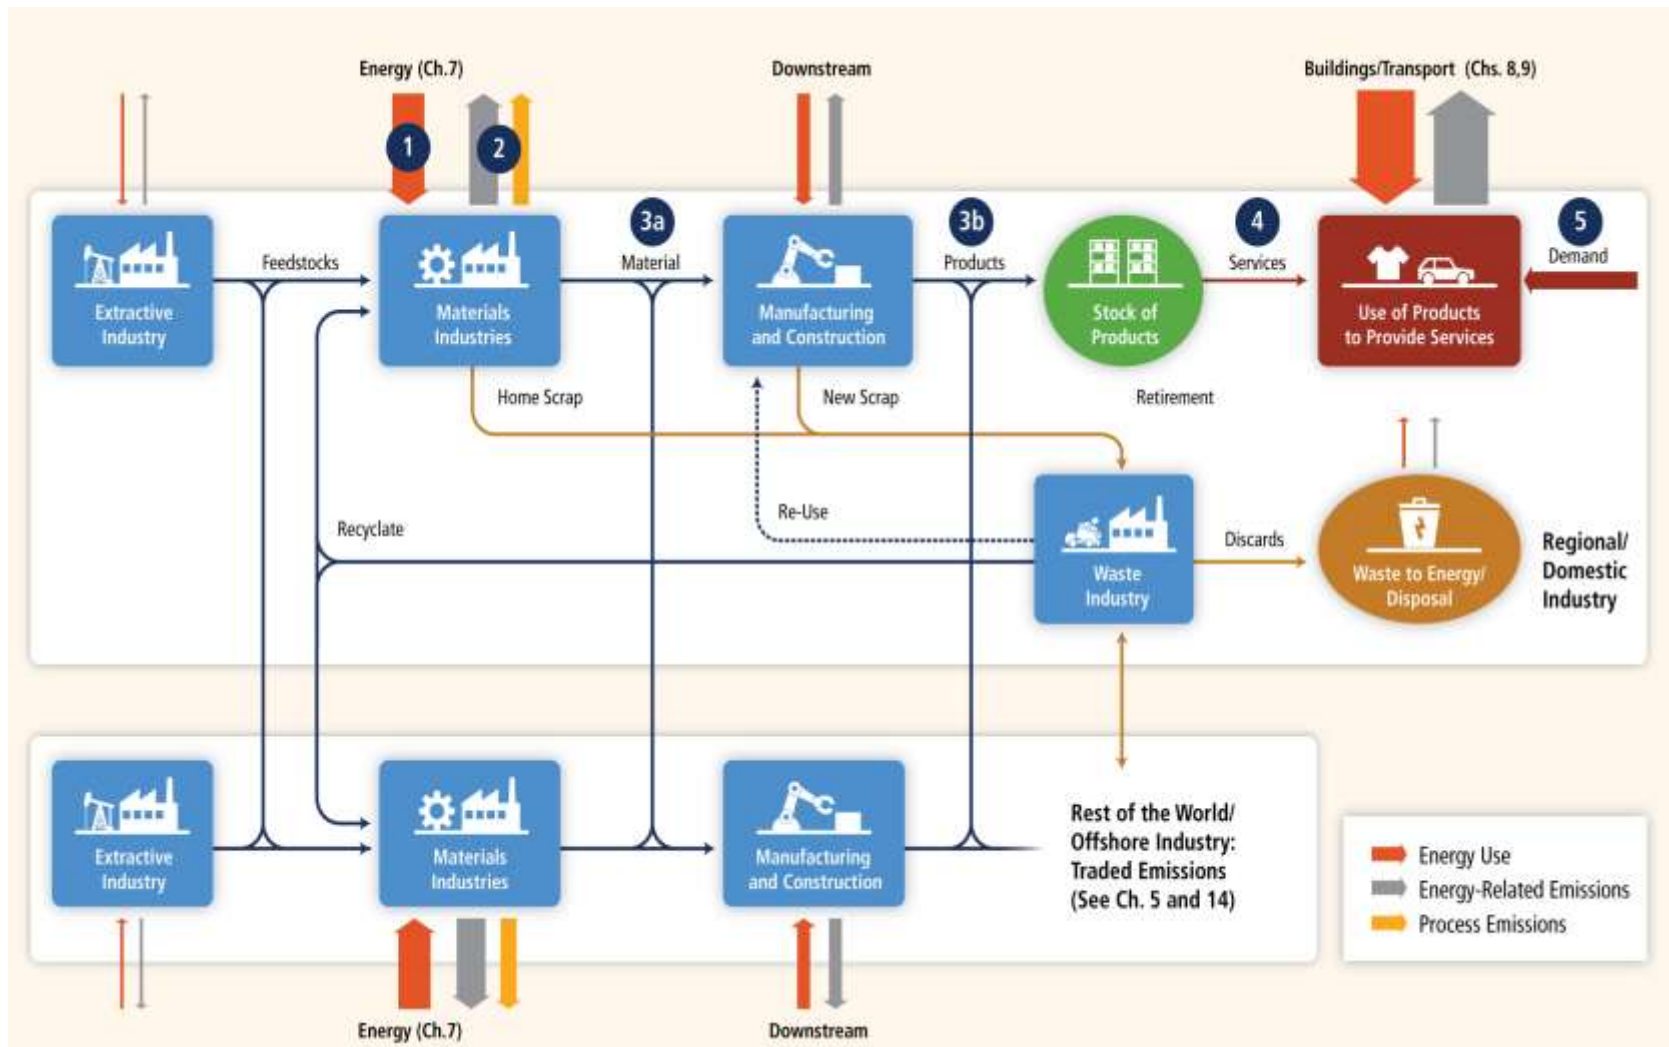 Energy (Ch.7)
Downstream
Buildings/Transport (Chs. 8,9)
1
2
3a
3b
4
5
Extractive
Industry
Feedstocks
Materials
Industries
Material
Manufacturing
and Construction
Products
Stock of
Products
Services
Use of Products
to Provide Services
Demand
Home Scrap
New Scrap
Retirement
Recyclate
Re-Use
Waste
Industry
Discards
Waste to Energy/
Disposal
Regional/
Domestic
Industry
Extractive
Industry
Materials
Industries
Manufacturing
and Construction
Rest of the World/
Offshore Industry:
Traded Emissions
(See Ch. 5 and 14)
Energy Use
Energy-Related Emissions
Process Emissions
Energy (Ch.7)
Downstream